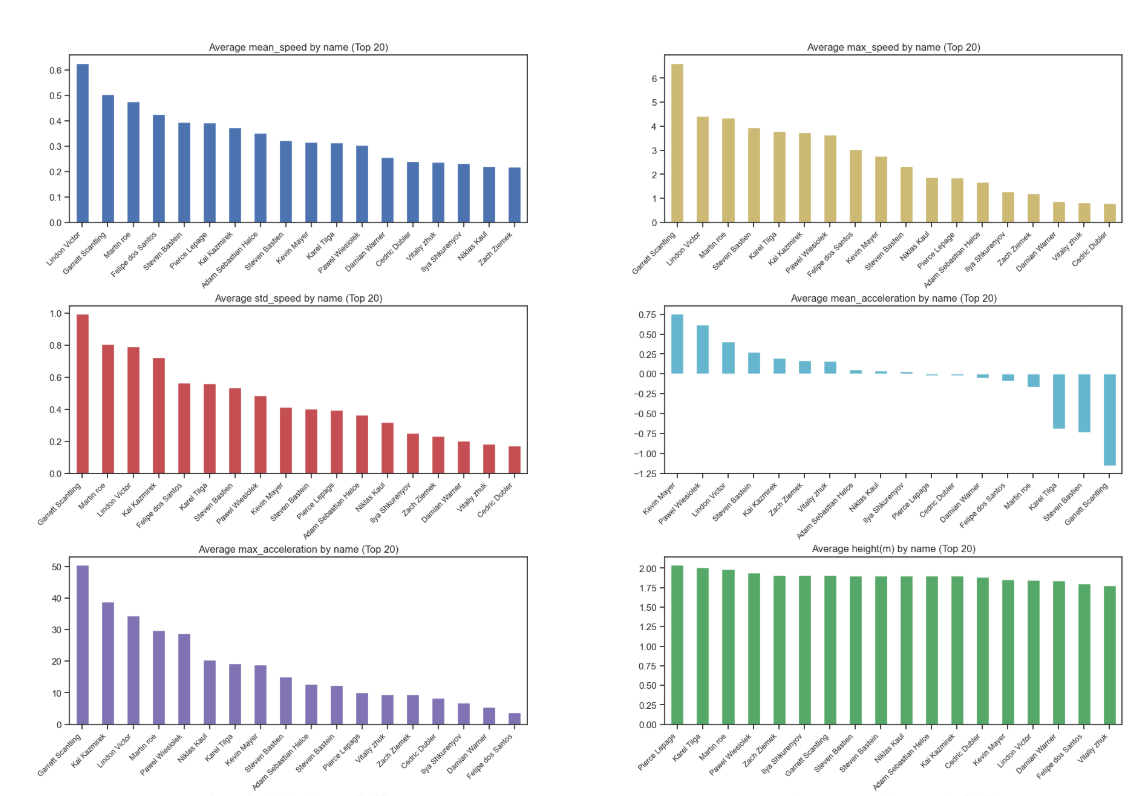 Average mean_speed by name (Top 20)
0.6
0.5
0.4
0.3
0.2
0.1
0.0
Lindon Victor
Garrett Scantling
Martin roe
Felipe dos Santos
Steven Bastein
Pierce Lepage
Kai Kazmirek
Adam Sebastian Helce
Steven Bastien
Kevin Mayer
Karel Tilga
Pawel Wiesiolek
Damian Warner
Cedric Dubler
Vitaliy zhuk
Ilya Shkurenyov
Niklas Kaul
Zach Ziemek
Average max_speed by name (Top 20)
6
5
4
3
2
1
0
Garrett Scantling
Lindon Victor
Martin roe
Steven Bastien
Karel Tilga
Kai Kazmirek
Pawel Wiesiolek
Felipe dos Santos
Kevin Mayer
Steven Bastein
Niklas Kaul
Pierce Lepage
Adam Sebastian Helce
Ilya Shkurenyov
Zach Ziemek
Damian Warner
Vitaliy zhuk
Cedric Dubler
Average std_speed by name (Top 20)
1.0
0.8
0.6
0.4
0.2
0.0
Garrett Scantling
Martin roe
Lindon Victor
Kai Kazmirek
Felipe dos Santos
Karel Tilga
Steven Bastien
Pawel Wiesiolek
Kevin Mayer
Steven Bastein
Pierce Lepage
Adam Sebastian Helce
Niklas Kaul
Ilya Shkurenyov
Zach Ziemek
Damian Warner
Vitaliy zhuk
Cedric Dubler
Average mean_acceleration by name (Top 20)
0.75
0.50
0.25
0.00
−0.25
−0.50
−0.75
−1.00
−1.25
Kevin Mayer
Pawel Wiesiolek
Lindon Victor
Steven Bastein
Kai Kazmirek
Zach Ziemek
Vitaliy zhuk
Adam Sebastian Helce
Niklas Kaul
Ilya Shkurenyov
Pierce Lepage
Cedric Dubler
Damian Warner
Felipe dos Santos
Martin roe
Karel Tilga
Steven Bastien
Garrett Scantling
Average max_acceleration by name (Top 20)
50
40
30
20
10
0
Garrett Scantling
Kai Kazmirek
Lindon Victor
Martin roe
Pawel Wiesiolek
Niklas Kaul
Karel Tilga
Kevin Mayer
Steven Bastien
Adam Sebastian Helce
Steven Bastein
Pierce Lepage
Vitaliy zhuk
Zach Ziemek
Cedric Dubler
Ilya Shkurenyov
Damian Warner
Felipe dos Santos
Average height(m) by name (Top 20)
2.00
1.75
1.50
1.25
1.00
0.75
0.50
0.25
0.00
Pierce Lepage
Karel Tilga
Martin roe
Pawel Wiesiolek
Zach Ziemek
Ilya Shkurenyov
Garrett Scantling
Steven Bastien
Steven Bastein
Adam Sebastian Helce
Kai Kazmirek
Cedric Dubler
Kevin Mayer
Lindon Victor
Damian Warner
Felipe dos Santos
Vitaliy zhuk